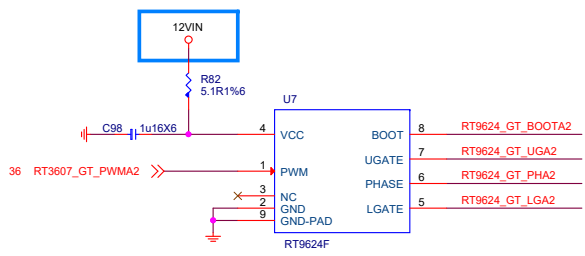 12VIN
R82
5.1R1%6
U7
C98 1u16X6
4 VCC BOOT 8 RT9624_GT_BOOTA2
UGATE 7 RT9624_GT_UGA2
36 RT3607_GT_PWMA2 1 PWM
PHASE 6 RT9624_GT_PHA2
3 NC
2 GND LGATE 5 RT9624_GT_LGA2
9 GND-PAD
RT9624F